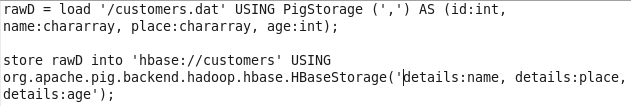 rawD = load '/customers.dat' USING PigStorage (',') AS (id:int,
name:chararray, place:chararray, age:int);
store rawD into 'hbase://customers' USING
org.apache.pig.backend.hadoop.hbase.HBaseStorage('details:name, details:place,
details:age');